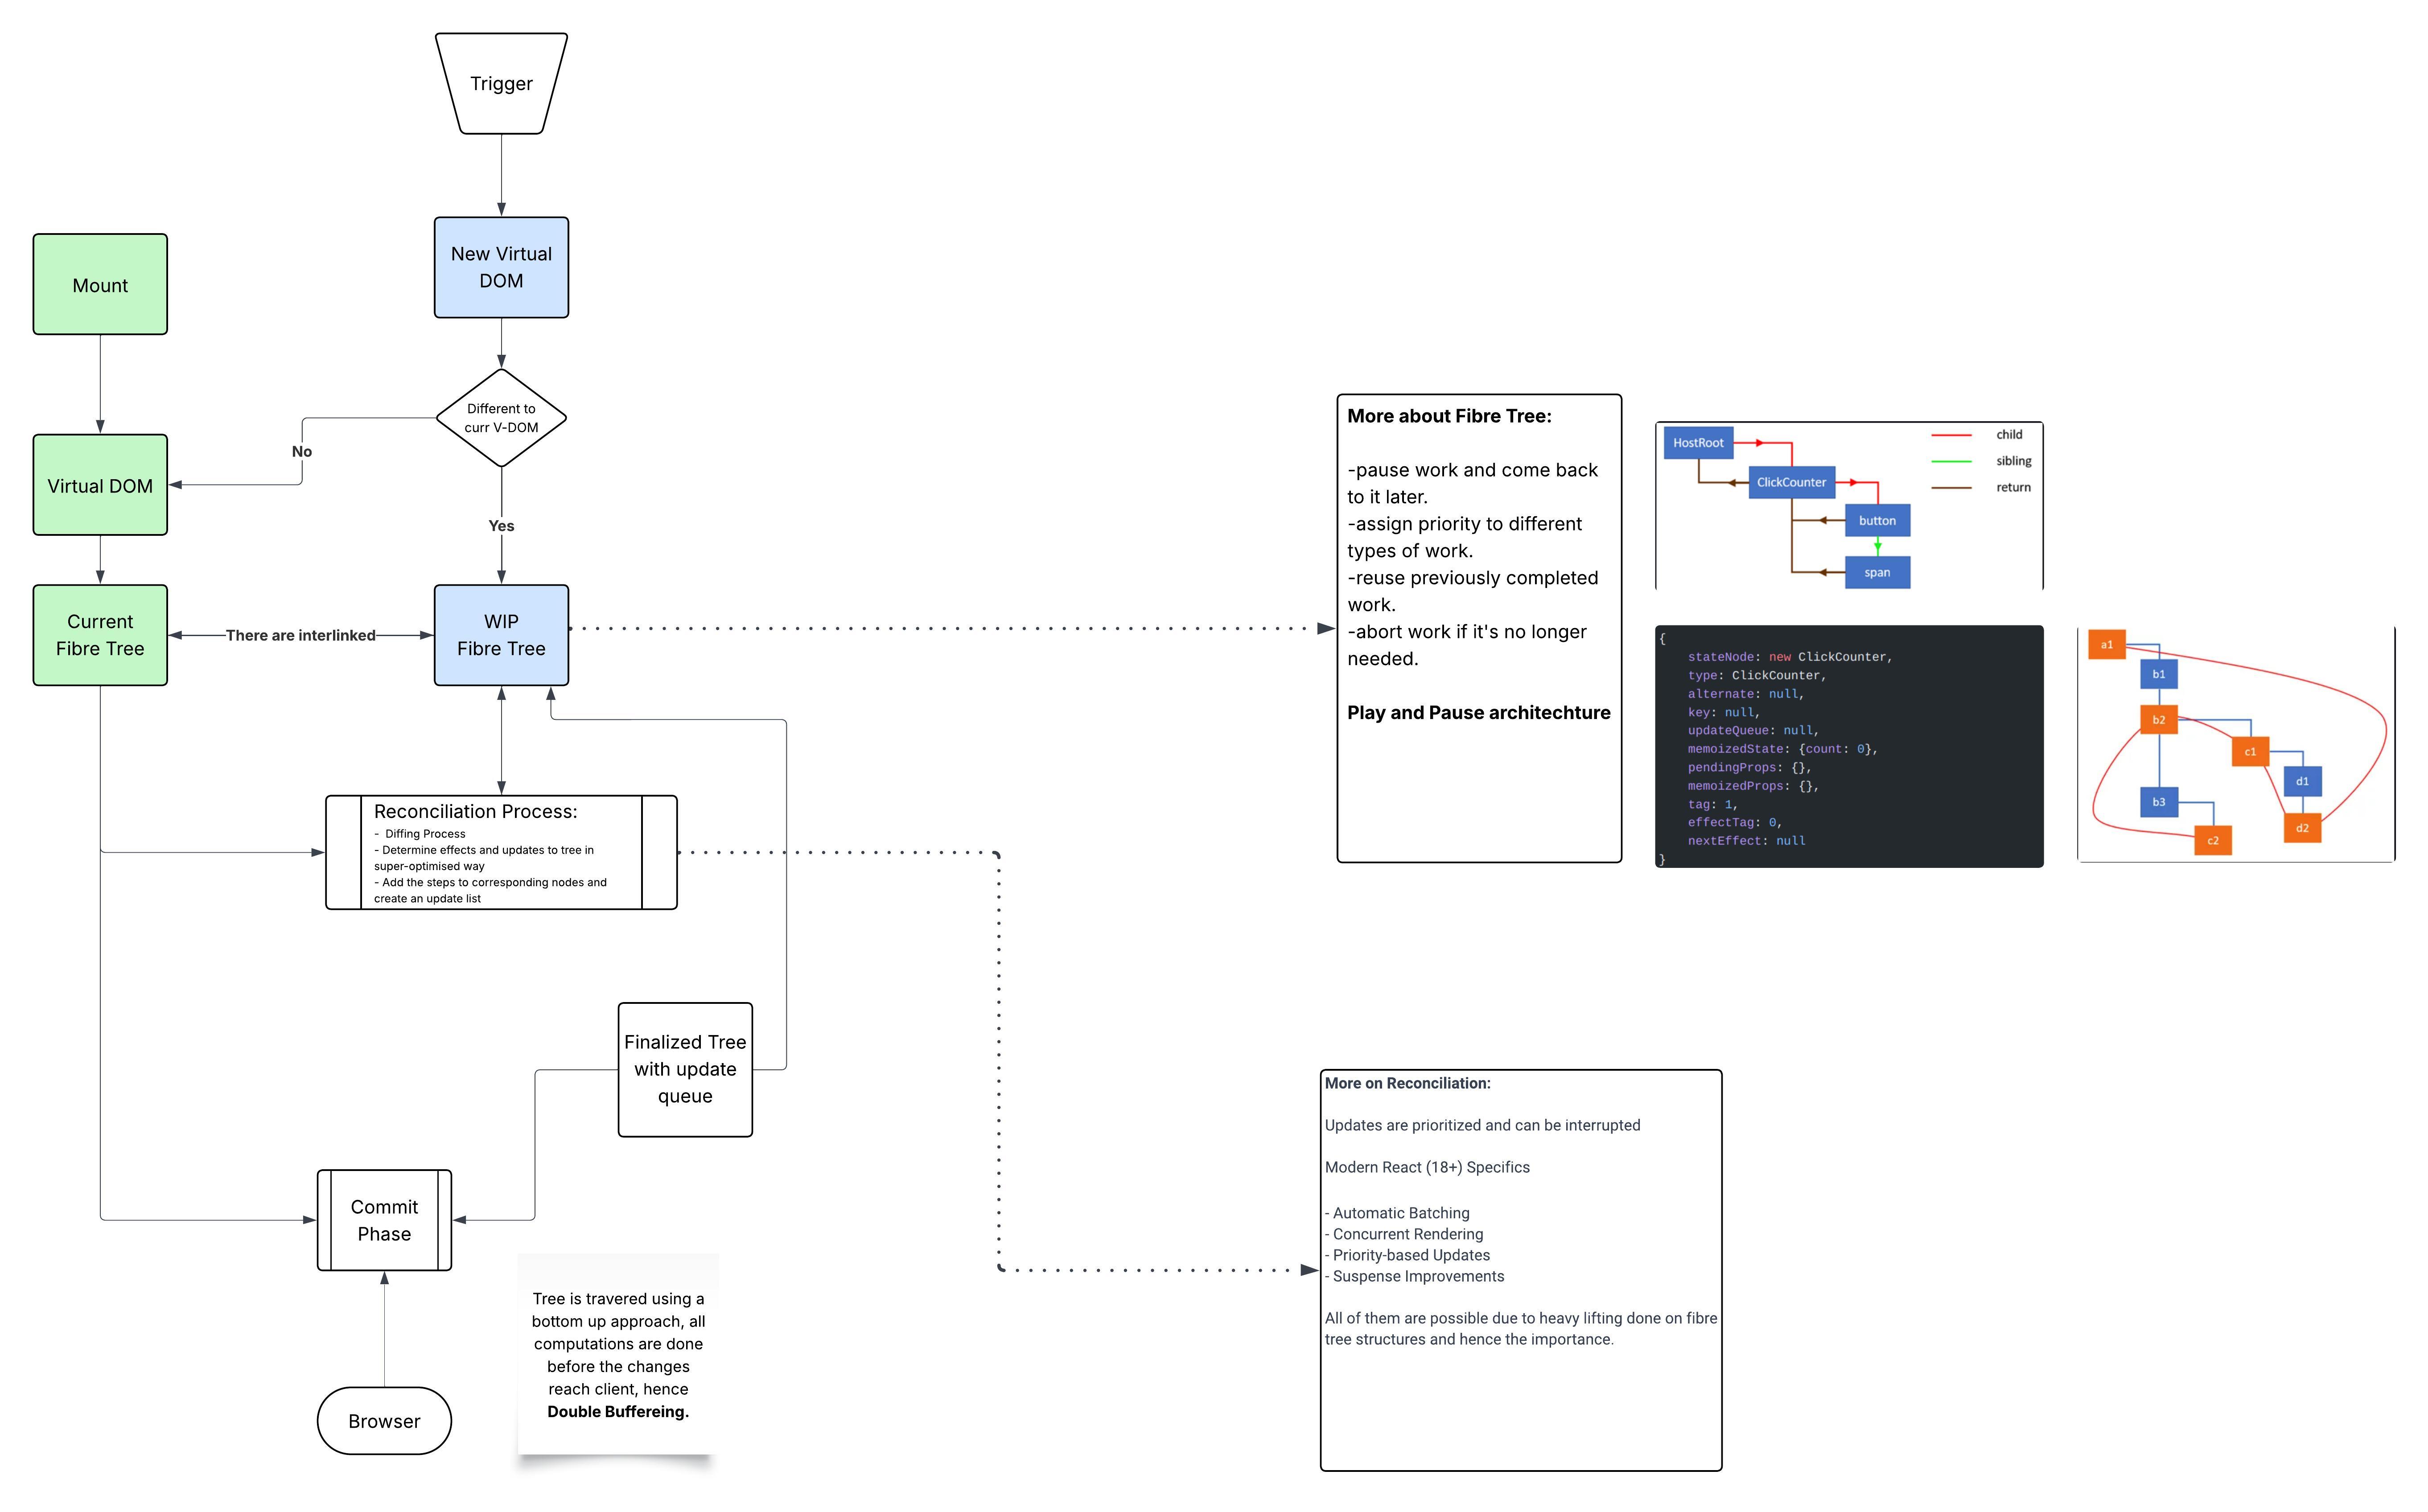 Trigger
New Virtual
DOM
Mount
Different to
curr V-DOM
No
Virtual DOM
Yes
Current
Fibre Tree
There are interlinked
WIP
Fibre Tree
Reconciliation Process:
- Diffing Process
- Determine effects and updates to tree in
super-optimised way
- Add the steps to corresponding nodes and
create an update list
Finalized Tree
with update
queue
Commit
Phase
Browser
Tree is travered using a
bottom up approach, all
computations are done
before the changes
reach client, hence
Double Buffereing.
More about Fibre Tree:
-pause work and come back
to it later.
-assign priority to different
types of work.
-reuse previously completed
work.
-abort work if it's no longer
needed.
Play and Pause architechture
HostRoot
ClickCounter
button
span
child
sibling
return
{
stateNode: new ClickCounter,
type: ClickCounter,
alternate: null,
key: null,
updateQueue: null,
memoizedState: {count: 0},
pendingProps: {},
memoizedProps: {},
tag: 1,
effectTag: 0,
nextEffect: null
}
a1
b1
b2
c1
d1
b3
d2
c2
More on Reconciliation:
Updates are prioritized and can be interrupted
Modern React (18+) Specifics
- Automatic Batching
- Concurrent Rendering
- Priority-based Updates
- Suspense Improvements
All of them are possible due to heavy lifting done on fibre
tree structures and hence the importance.